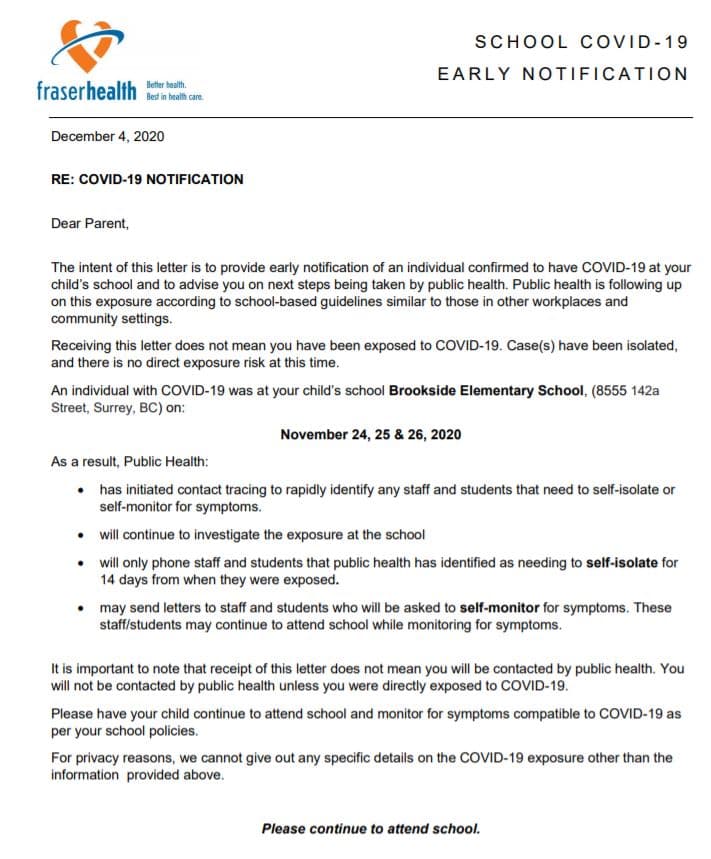 SCHOOL COVID-19
EARLY NOTIFICATION
fraserhealth
Better health.
Best in health care.
December 4, 2020
RE: COVID-19 NOTIFICATION
Dear Parent,
The intent of this letter is to provide early notification of an individual confirmed to have COVID-19 at your
child's school and to advise you on next steps being taken by public health. Public health is following up
on this exposure according to school-based guidelines similar to those in other workplaces and
community settings.
Receiving this letter does not mean you have been exposed to COVID-19. Case(s) have been isolated,
and there is no direct exposure risk at this time.
An individual with COVID-19 was at your child's school Brookside Elementary School, (8555 142a
Street, Surrey, BC) on:
November 24, 25 & 26, 2020
As a result, Public Health:
• has initiated contact tracing to rapidly identify any staff and students that need to self-isolate or
self-monitor for symptoms.
• will continue to investigate the exposure at the school
• will only phone staff and students that public health has identified as needing to self-isolate for
14 days from when they were exposed.
• may send letters to staff and students who will be asked to self-monitor for symptoms. These
staff/students may continue to attend school while monitoring for symptoms.
It is important to note that receipt of this letter does not mean you will be contacted by public health. You
will not be contacted by public health unless you were directly exposed to COVID-19.
Please have your child continue to attend school and monitor for symptoms compatible to COVID-19 as
per your school policies.
For privacy reasons, we cannot give out any specific details on the COVID-19 exposure other than the
information provided above.
Please continue to attend school.